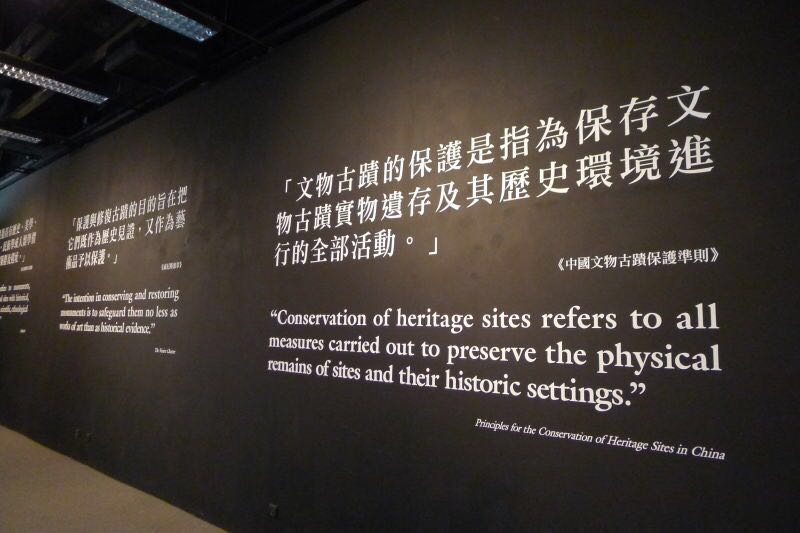 「保護與修復古蹟的目的旨在把
它們既作為歷史見證，又作為藝
術品予以保護。」
“The intention in conserving and restoring
monuments is to safeguard them no less as
works of art than as historical evidence.”
The Venice Charter
「文物古蹟的保護是指為保存文
物古蹟實物遺存及其歷史環境進
行的全部活動。」
《中國文物古蹟保護準則》
“Conservation of heritage sites refers to all
measures carried out to preserve the physical
remains of sites and their historic settings.”
Principles for the Conservation of Heritage Sites in China